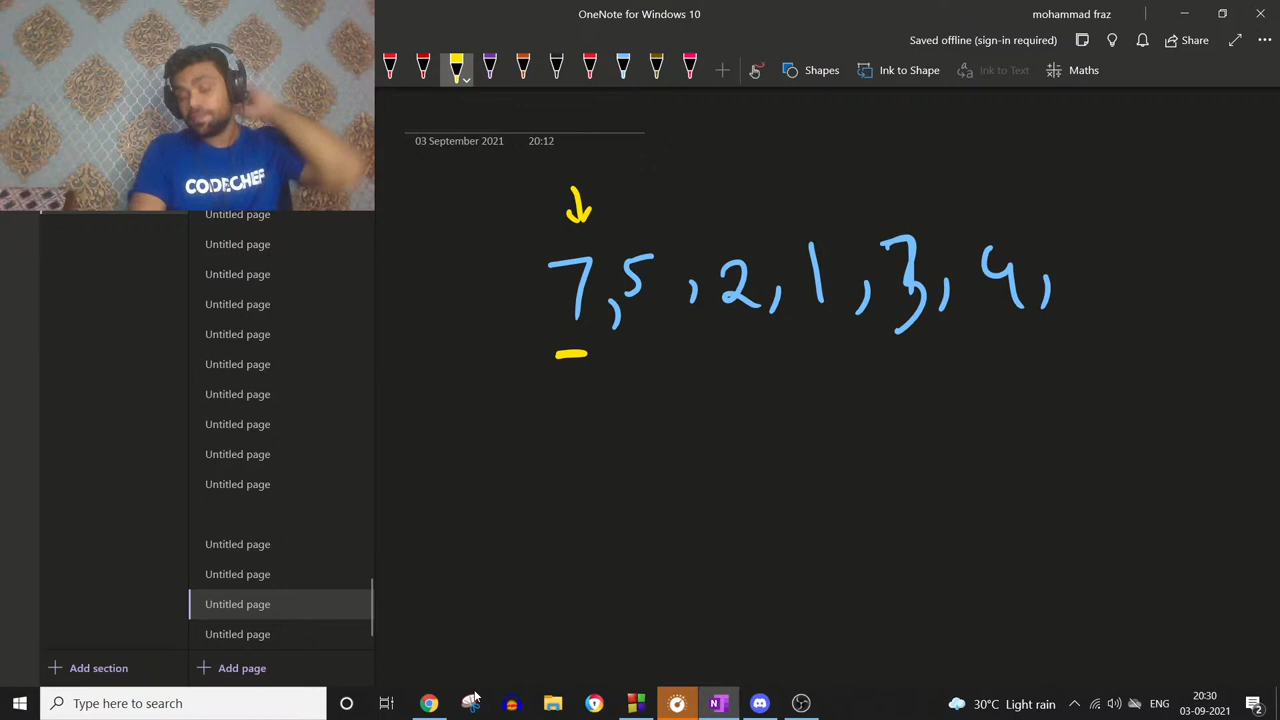 OneNote for Windows 10
mohammad fraz
Saved offline (sign-in required)
Share
Shapes
Ink to Shape
Ink to Text
Maths
CODECHEF
03 September 2021 20:12
7, 5, 2, 1, 3, 4,
Untitled page
Untitled page
Untitled page
Untitled page
Untitled page
Untitled page
Untitled page
Untitled page
Untitled page
Untitled page
Untitled page
Untitled page
Untitled page
Untitled page
Add section
Add page
Type here to search
30°C Light rain
ENG
20:30
03-09-2021
2